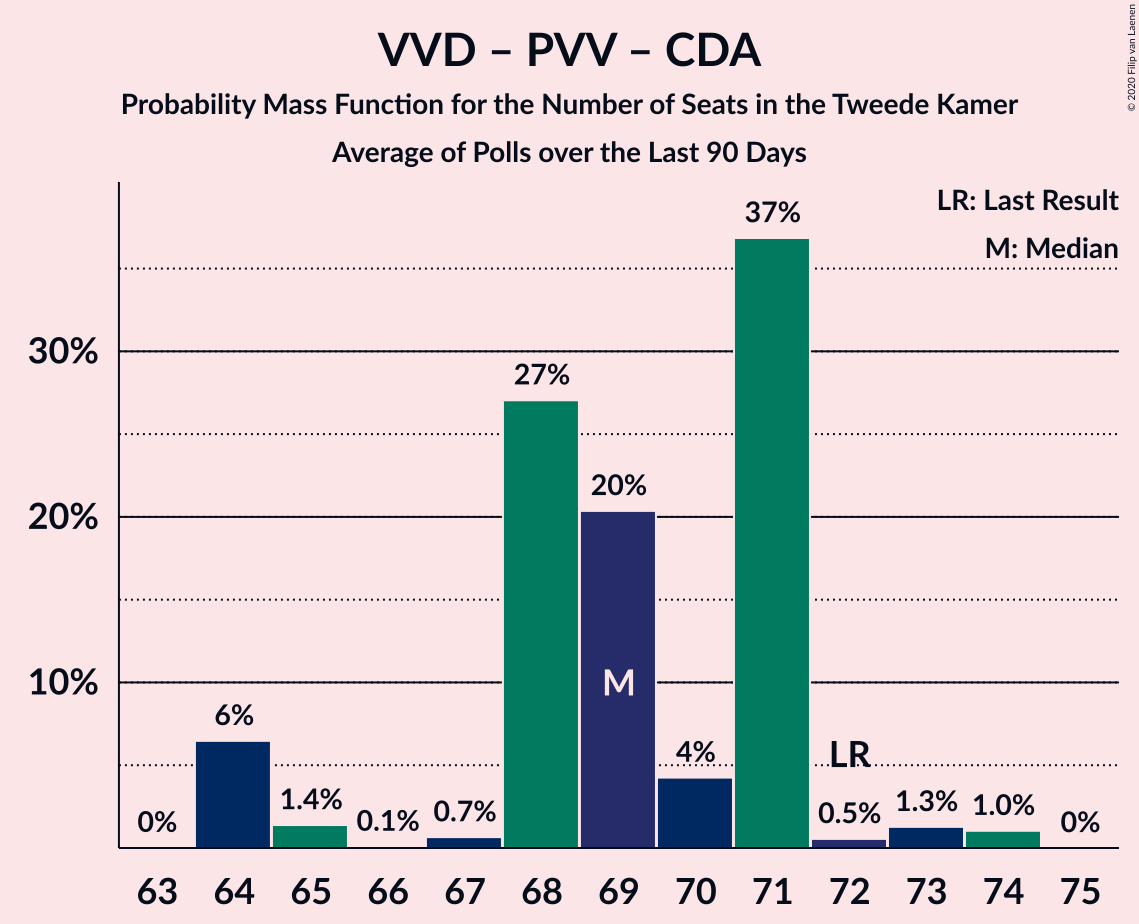 VVD – PVV – CDA
Probability Mass Function for the Number of Seats in the Tweede Kamer
Average of Polls over the Last 90 Days
© 2020 Filip van Laenen
LR: Last Result
M: Median
30%
20%
10%
0%
6%
1.4%
0.1%
0.7%
27%
20%
4%
37%
0.5%
1.3%
1.0%
0%
M
LR
63 64 65 66 67 68 69 70 71 72 73 74 75